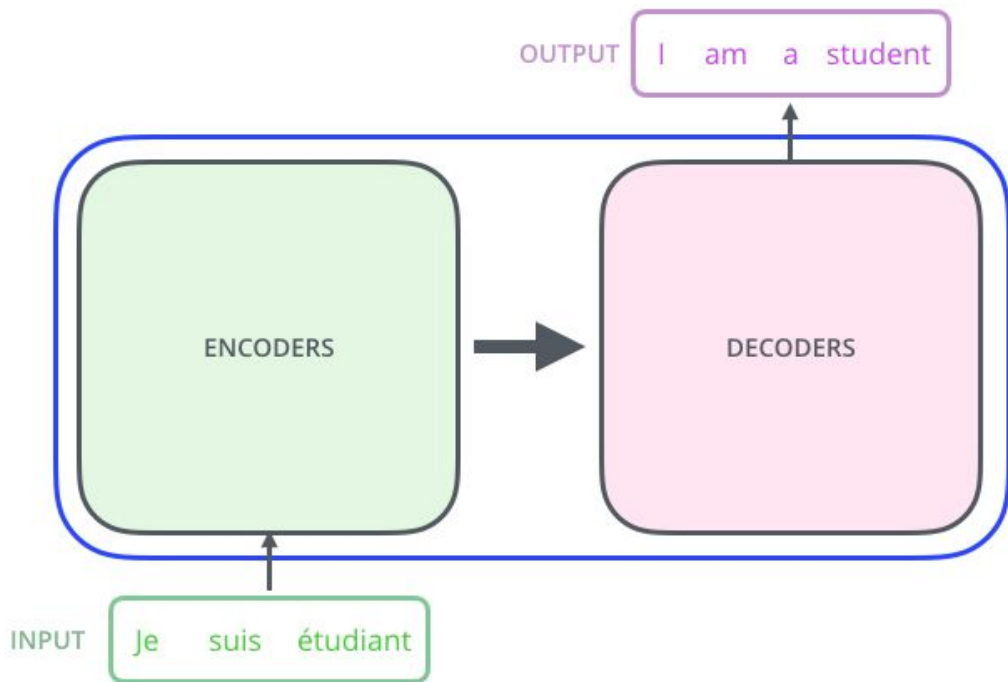 OUTPUT I am a student
ENCODERS DECODERS
INPUT Je suis étudiant